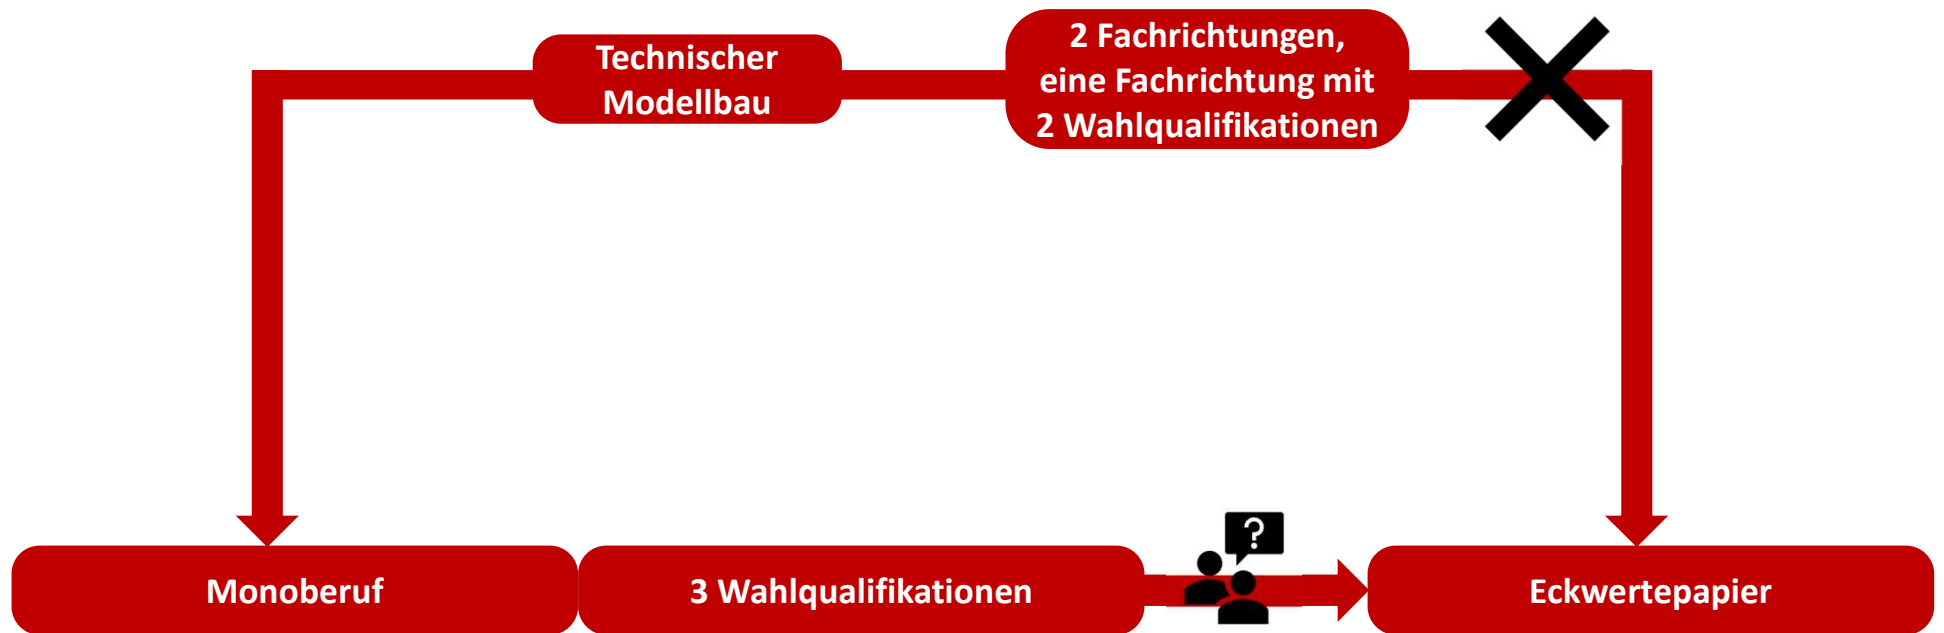 Technischer
Modellbau
2 Fachrichtungen,
eine Fachrichtung mit
2 Wahlqualifikationen
?
Monoberuf
3 Wahlqualifikationen
Eckwertepapier